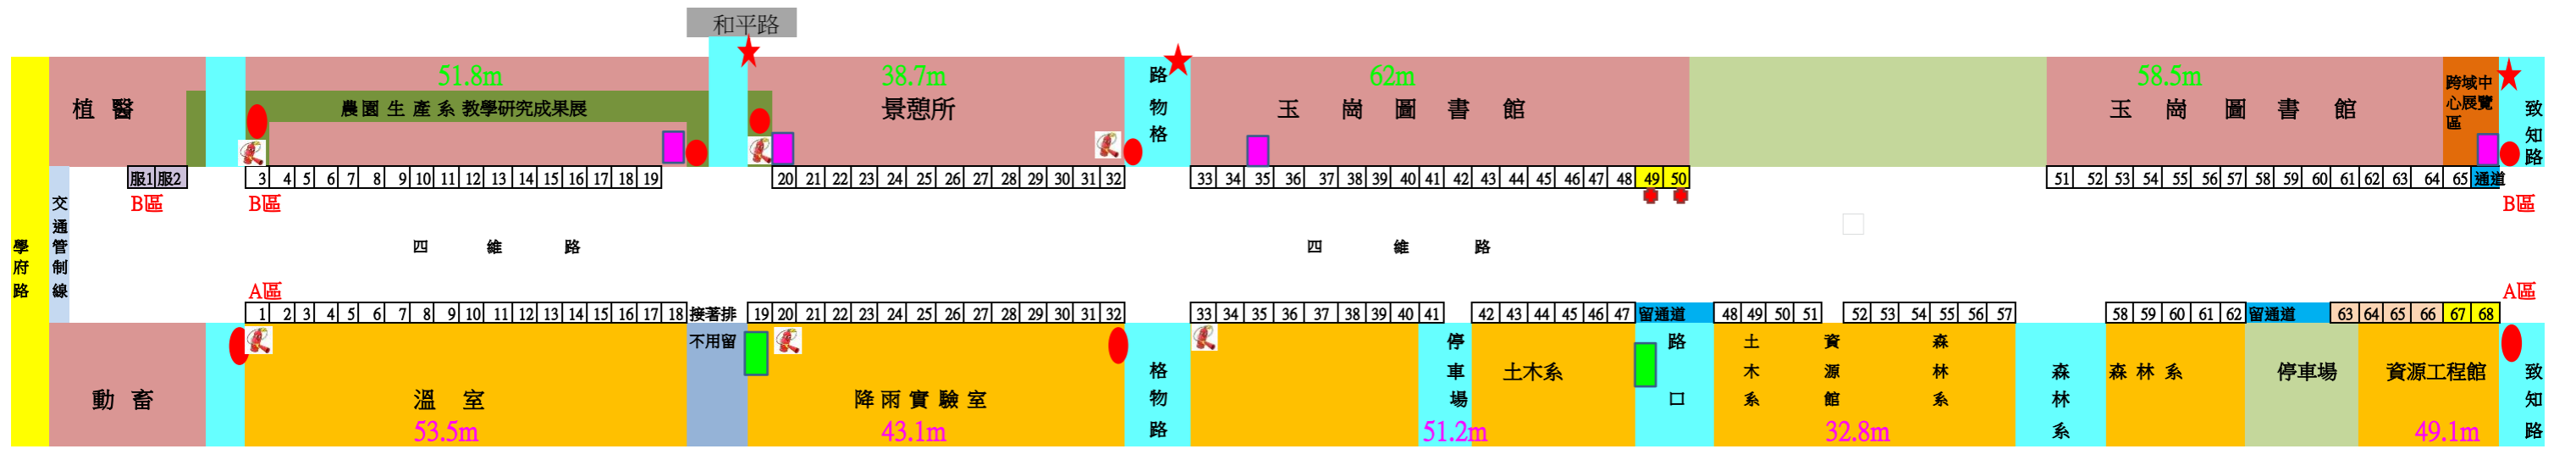 和平路
51.8m
38.7m
62m
58.5m
植 醫
農 園 生 產 系 教學研究成果展
景憩所
路物格
玉 崗 圖 書 館
玉 崗 圖 書 館
跨域中
心展覽
區
致知路
服1 服2
3 4 5 6 7 8 9 10 11 12 13 14 15 16 17 18 19
20 21 22 23 24 25 26 27 28 29 30 31 32
33 34 35 36 37 38 39 40 41 42 43 44 45 46 47 48 49 50
51 52 53 54 55 56 57 58 59 60 61 62 63 64 65 通道
B區
B區
B區
學府路
交通管制線
四 維 路
四 維 路
A區
A區
1 2 3 4 5 6 7 8 9 10 11 12 13 14 15 16 17 18 接著排
19 20 21 22 23 24 25 26 27 28 29 30 31 32
33 34 35 36 37 38 39 40 41
42 43 44 45 46 47 留通道
48 49 50 51
52 53 54 55 56 57
58 59 60 61 62 留通道
63 64 65 66 67 68
不用留
動 畜
溫 室
53.5m
降 雨 實 驗 室
43.1m
格物路
停車場
51.2m
土木系
路口
土木系
資源館
森林系
32.8m
森林系
森 林 系
停車場
資源工程館
49.1m
致知路